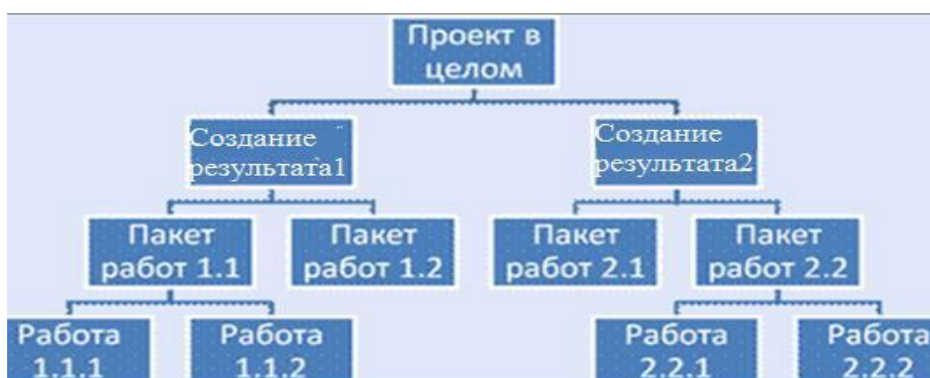 Проект в
целом
Создание
результата1
Создание
результата2
Пакет
работ 1.1
Пакет
работ 1.2
Пакет
работ 2.1
Пакет
работ 2.2
Работа
1.1.1
Работа
1.1.2
Работа
2.2.1
Работа
2.2.2